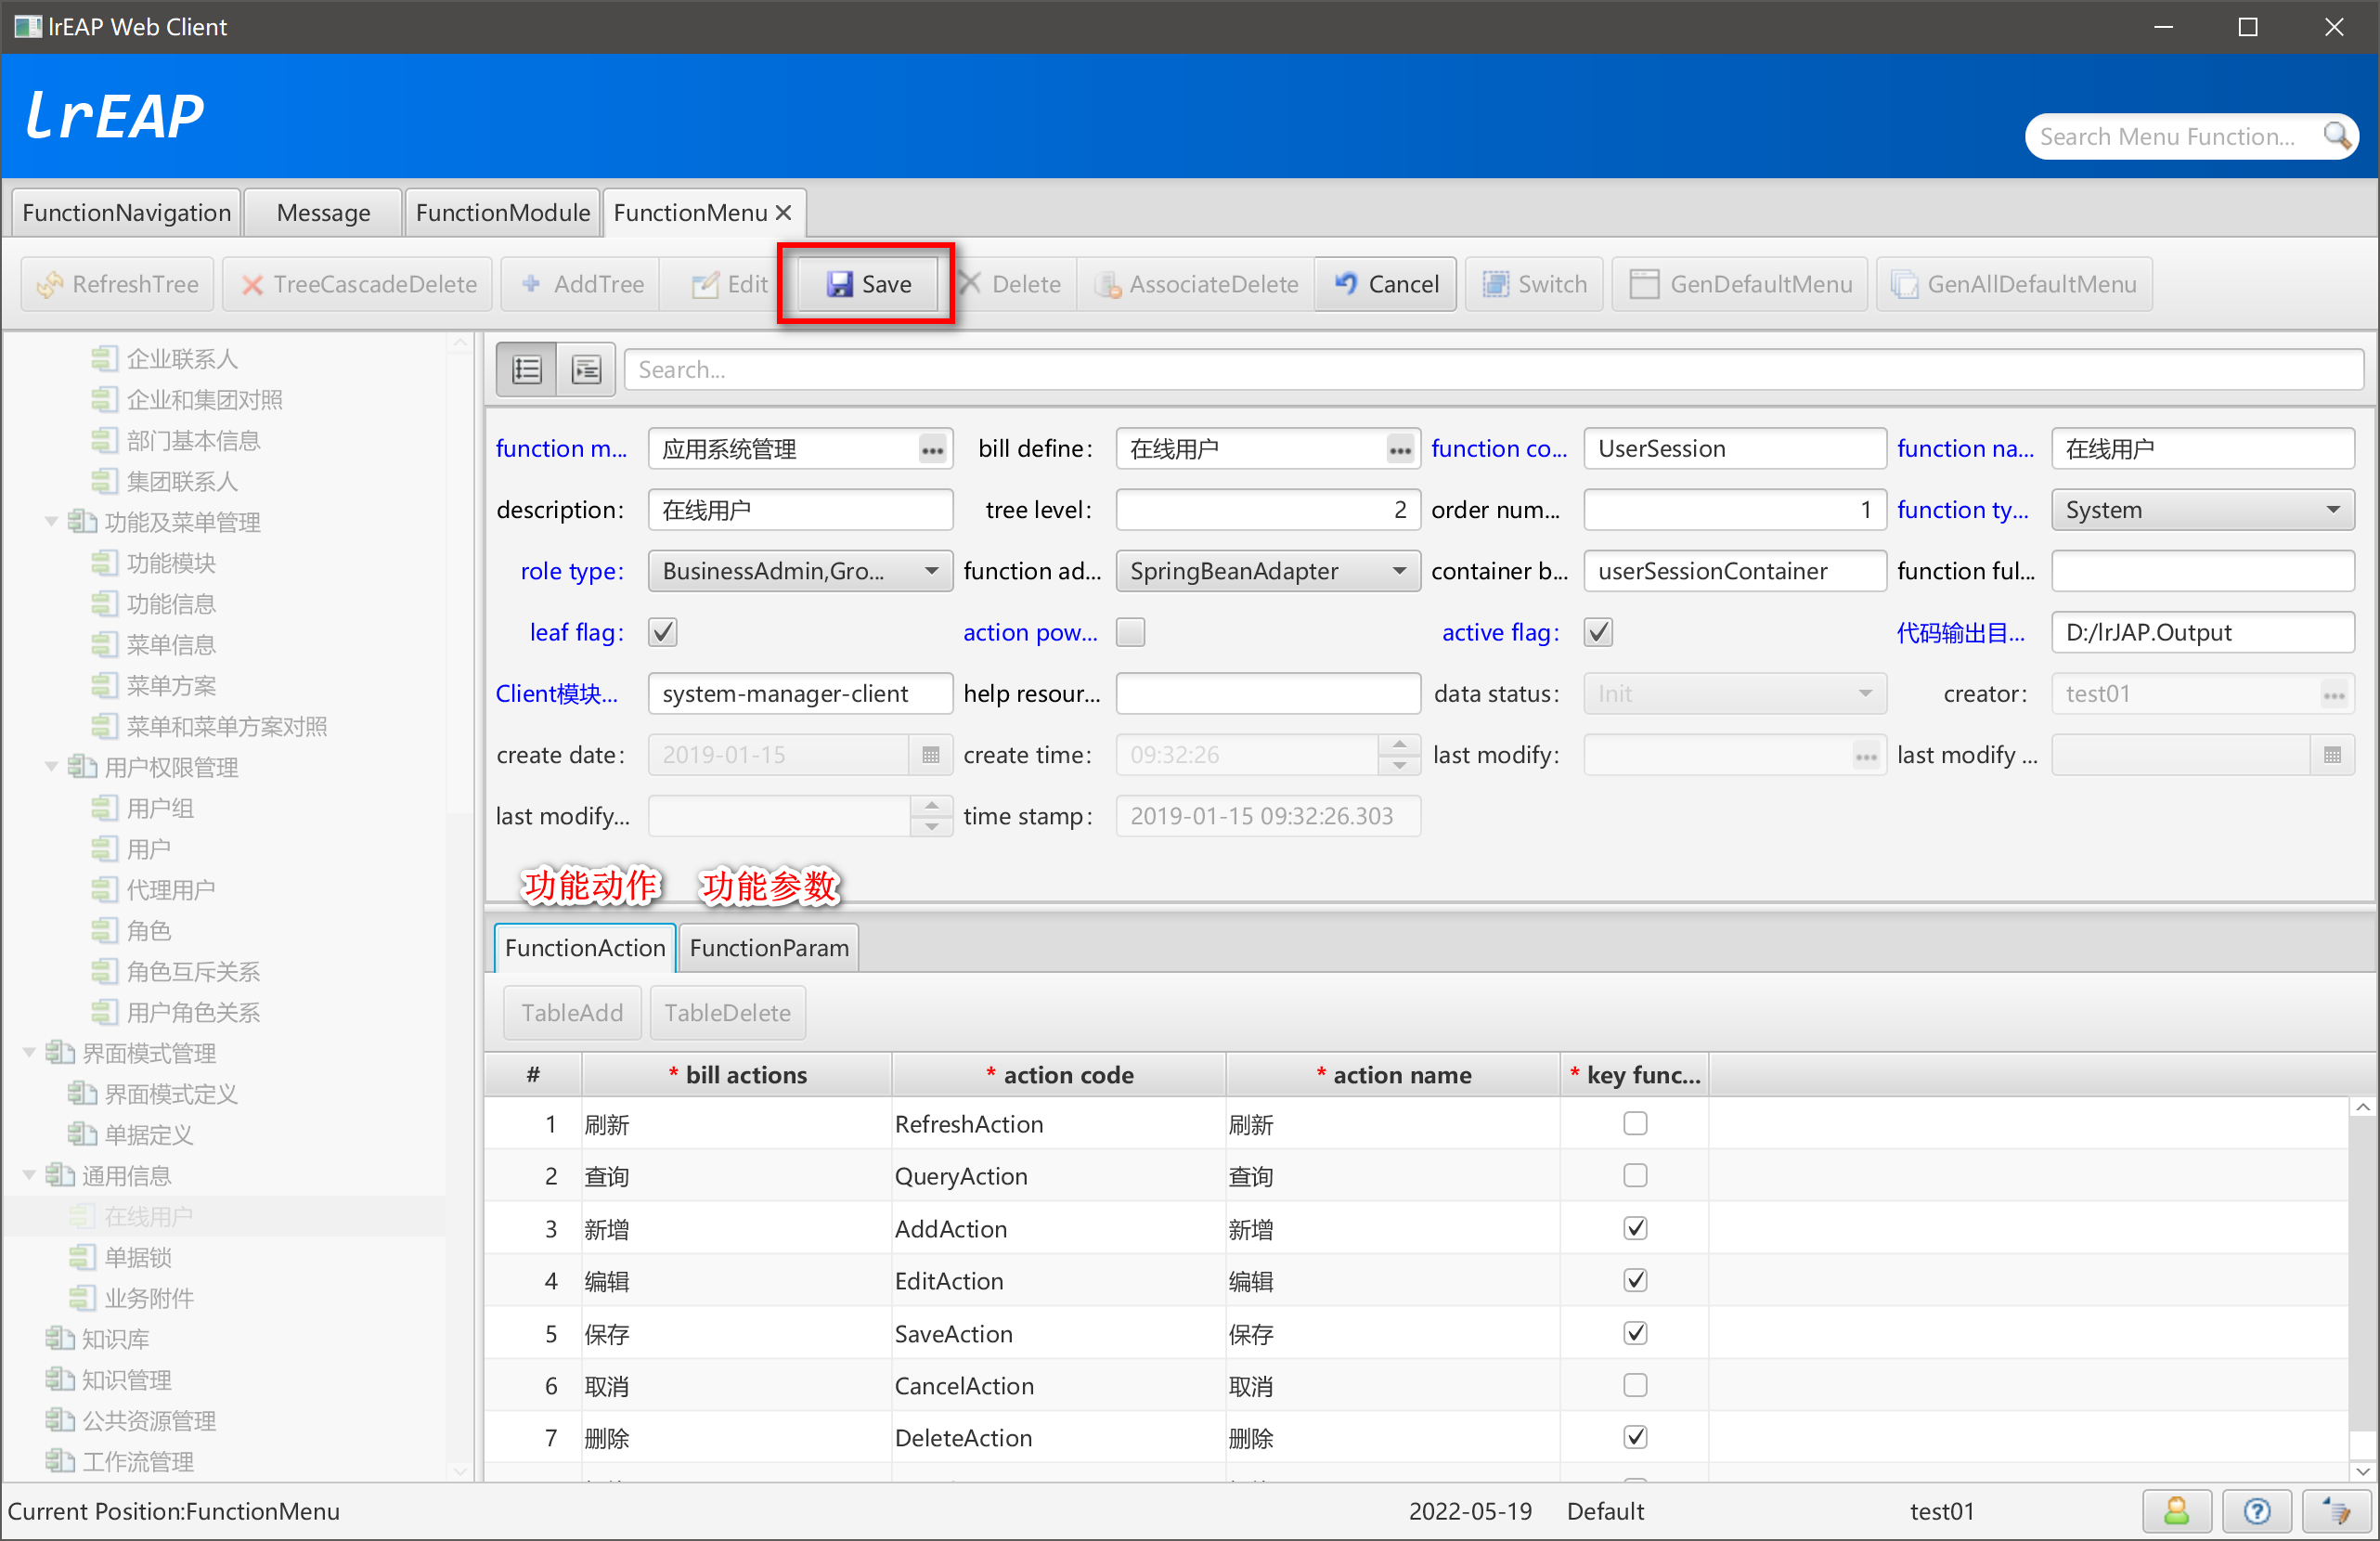 lrEAP Web Client
lrEAP
Search Menu Function...
FunctionNavigation
Message
FunctionModule
FunctionMenu
RefreshTree
TreeCascadeDelete
AddTree
Edit
Save
Delete
AssociateDelete
Cancel
Switch
GenDefaultMenu
GenAllDefaultMenu
企业联系人
企业和集团对照
部门基本信息
集团联系人
功能及菜单管理
功能模块
功能信息
菜单信息
菜单方案
菜单和菜单方案对照
用户权限管理
用户组
用户
代理用户
角色
角色互斥关系
用户角色关系
界面模式管理
界面模式定义
单据定义
通用信息
在线用户
单据锁
业务附件
知识库
知识管理
公共资源管理
工作流管理
Search...
function m... 应用系统管理 bill define: 在线用户 function co... UserSession function na... 在线用户
description: 在线用户 tree level: 2 order num... 1 function ty... System
role type: BusinessAdmin,Gro... function ad... SpringBeanAdapter container b... userSessionContainer function ful...
leaf flag: action pow... active flag: 代码输出目... D:/lrJAP.Output
Client模块... system-manager-client help resour... data status: Init creator: test01
create date: 2019-01-15 create time: 09:32:26 last modify: last modify ...
last modify... time stamp: 2019-01-15 09:32:26.303
功能动作 功能参数
FunctionAction FunctionParam
TableAdd TableDelete
# * bill actions * action code * action name * key func...
1 刷新 RefreshAction 刷新
2 查询 QueryAction 查询
3 新增 AddAction 新增
4 编辑 EditAction 编辑
5 保存 SaveAction 保存
6 取消 CancelAction 取消
7 删除 DeleteAction 删除
Current Position:FunctionMenu 2022-05-19 Default test01